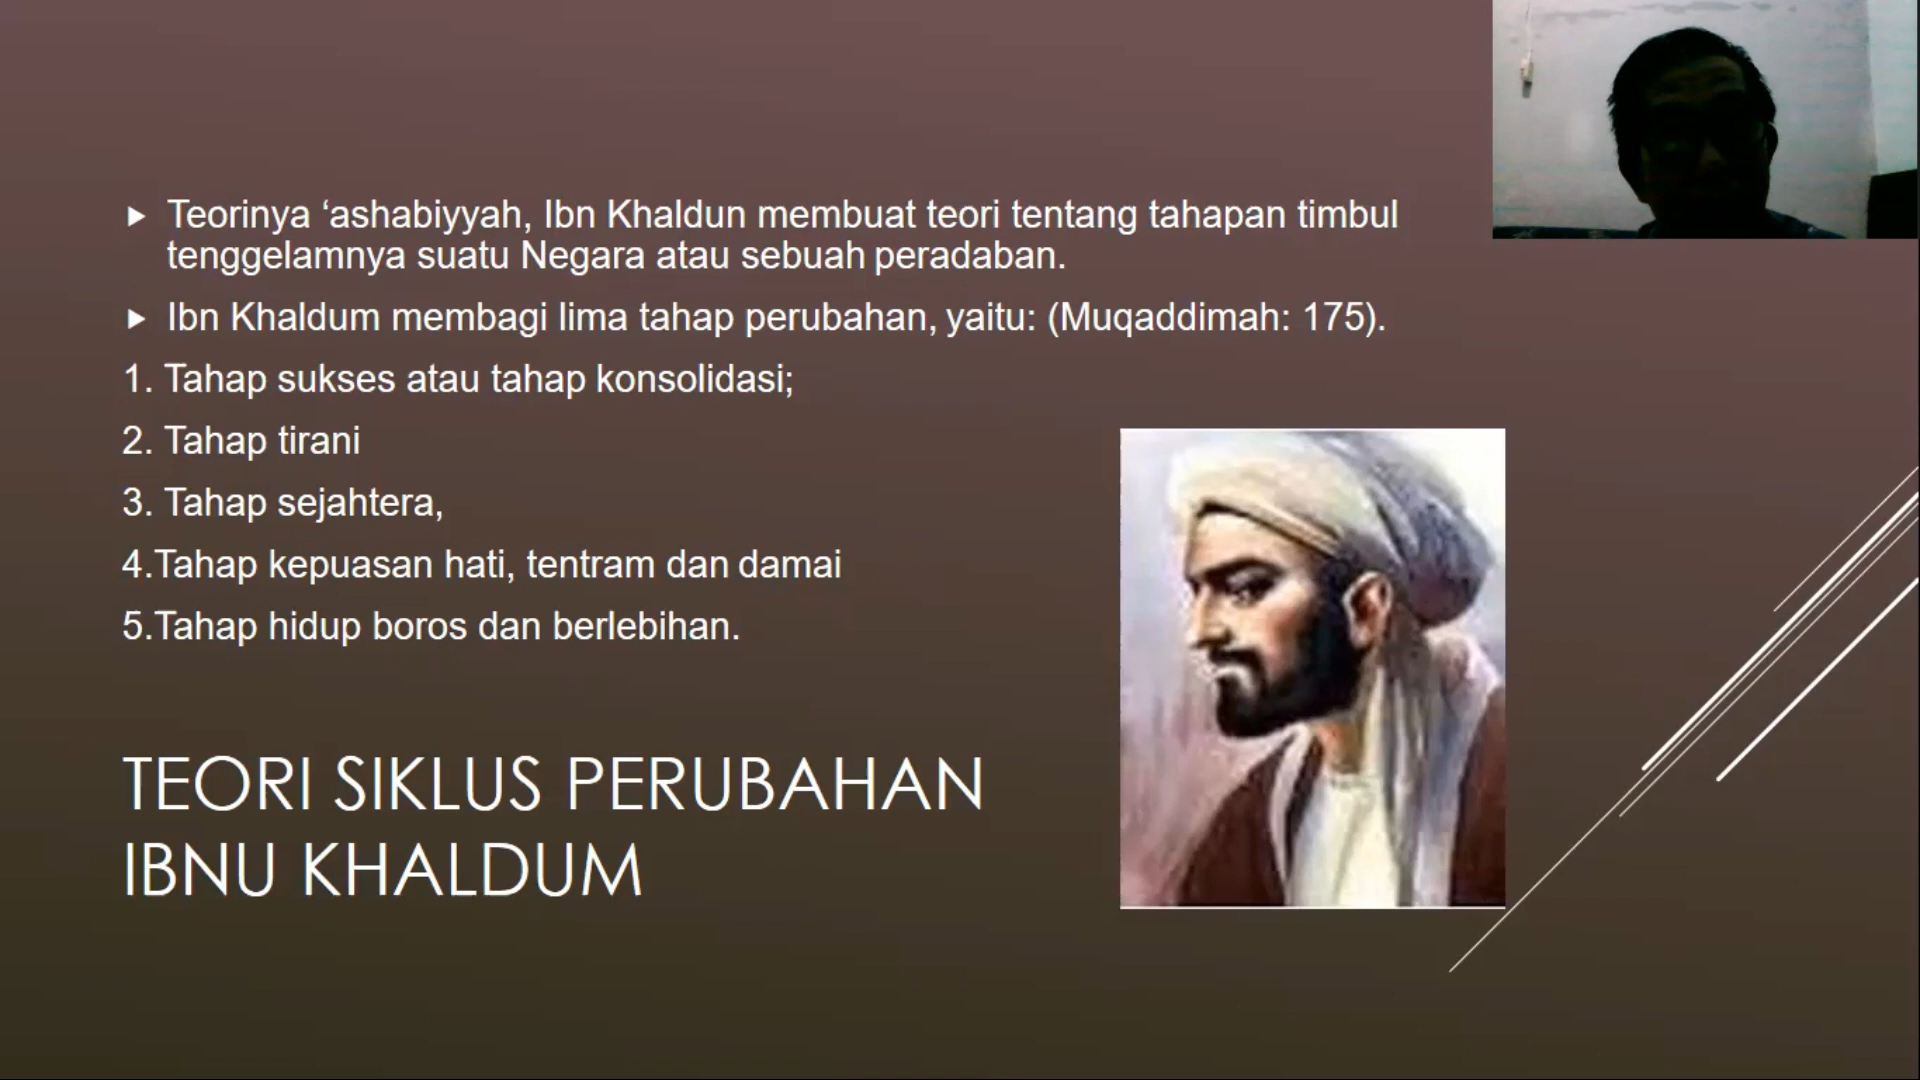 Teorinya ‘ashabiyyah, Ibn Khaldun membuat teori tentang tahapan timbul
tenggelamnya suatu Negara atau sebuah peradaban.
Ibn Khaldum membagi lima tahap perubahan, yaitu: (Muqaddimah: 175).
1. Tahap sukses atau tahap konsolidasi;
2. Tahap tirani
3. Tahap sejahtera,
4.Tahap kepuasan hati, tentram dan damai
5.Tahap hidup boros dan berlebihan.
TEORI SIKLUS PERUBAHAN
IBNU KHALDUM